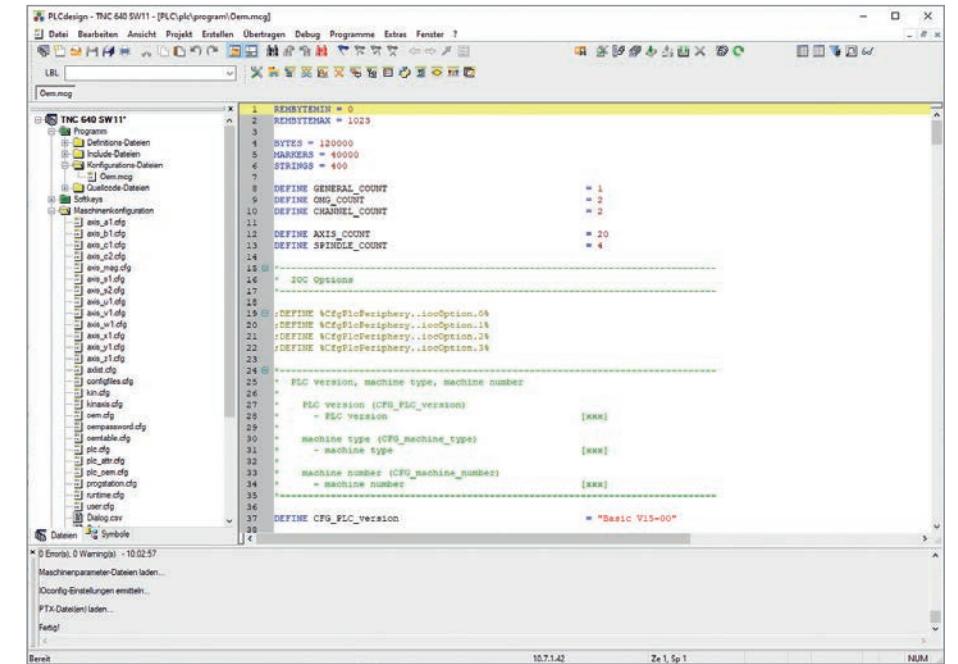 PLCdesign - TNC 640 SW11 - [PLC\plc\program\Oem.mcg]
Datei Bearbeiten Ansicht Projekt Erstellen Übertragen Debug Programme Extras Fenster ?
LBL
Oem.mcg
TNC 640 SW11*
Programm
Definitions-Dateien
Include-Dateien
Konfigurations-Dateien
Oem.mcg
Quellcode-Dateien
Softkeys
Maschinenkonfiguration
axis_a1.cfg
axis_b1.cfg
axis_c1.cfg
axis_c2.cfg
axis_mag.cfg
axis_s1.cfg
axis_s2.cfg
axis_u1.cfg
axis_v1.cfg
axis_w1.cfg
axis_x1.cfg
axis_y1.cfg
axis_z1.cfg
axlist.cfg
configfiles.cfg
kin.cfg
kinaxis.cfg
oem.cfg
oempassword.cfg
oemtable.cfg
plc.cfg
plc_attr.cfg
plc_oem.cfg
progstation.cfg
runtime.cfg
user.cfg
Dialog.csv
Dateien Symbole
1 REMBYTEMIN = 0
2 REMBYTEMAX = 1023
3
4 BYTES = 120000
5 MARKERS = 40000
6 STRINGS = 400
7
8 DEFINE GENERAL_COUNT = 1
9 DEFINE OMG_COUNT = 2
10 DEFINE CHANNEL_COUNT = 2
11
12 DEFINE AXIS_COUNT = 20
13 DEFINE SPINDLE_COUNT = 4
14
15 *------------------------------------------------------------
16 * IOC Options
17 *------------------------------------------------------------
18
19 ;DEFINE %CfgPlcPeriphery..iocOption.0%
20 ;DEFINE %CfgPlcPeriphery..iocOption.1%
21 ;DEFINE %CfgPlcPeriphery..iocOption.2%
22 ;DEFINE %CfgPlcPeriphery..iocOption.3%
23
24 *------------------------------------------------------------
25 * PLC version, machine type, machine number
26 *
27 * PLC version (CFG_PLC_version)
28 * - PLC version [xxx]
29 *
30 * machine type (CFG_machine_type)
31 * - machine type [xxx]
32 *
33 * machine number (CFG_machine_number)
34 * - machine number [xxx]
35 *------------------------------------------------------------
36
37 DEFINE CFG_PLC_version = "Basic V15-00"
38
0 Error(s), 0 Warning(s) - 10:02:57
Maschinenparameter-Dateien laden...
IOconfig-Einstellungen ermitteln...
PTX-Datei(en) laden...
Fertig!
Bereit 10.7.1.42 Ze 1, Sp 1 NUM